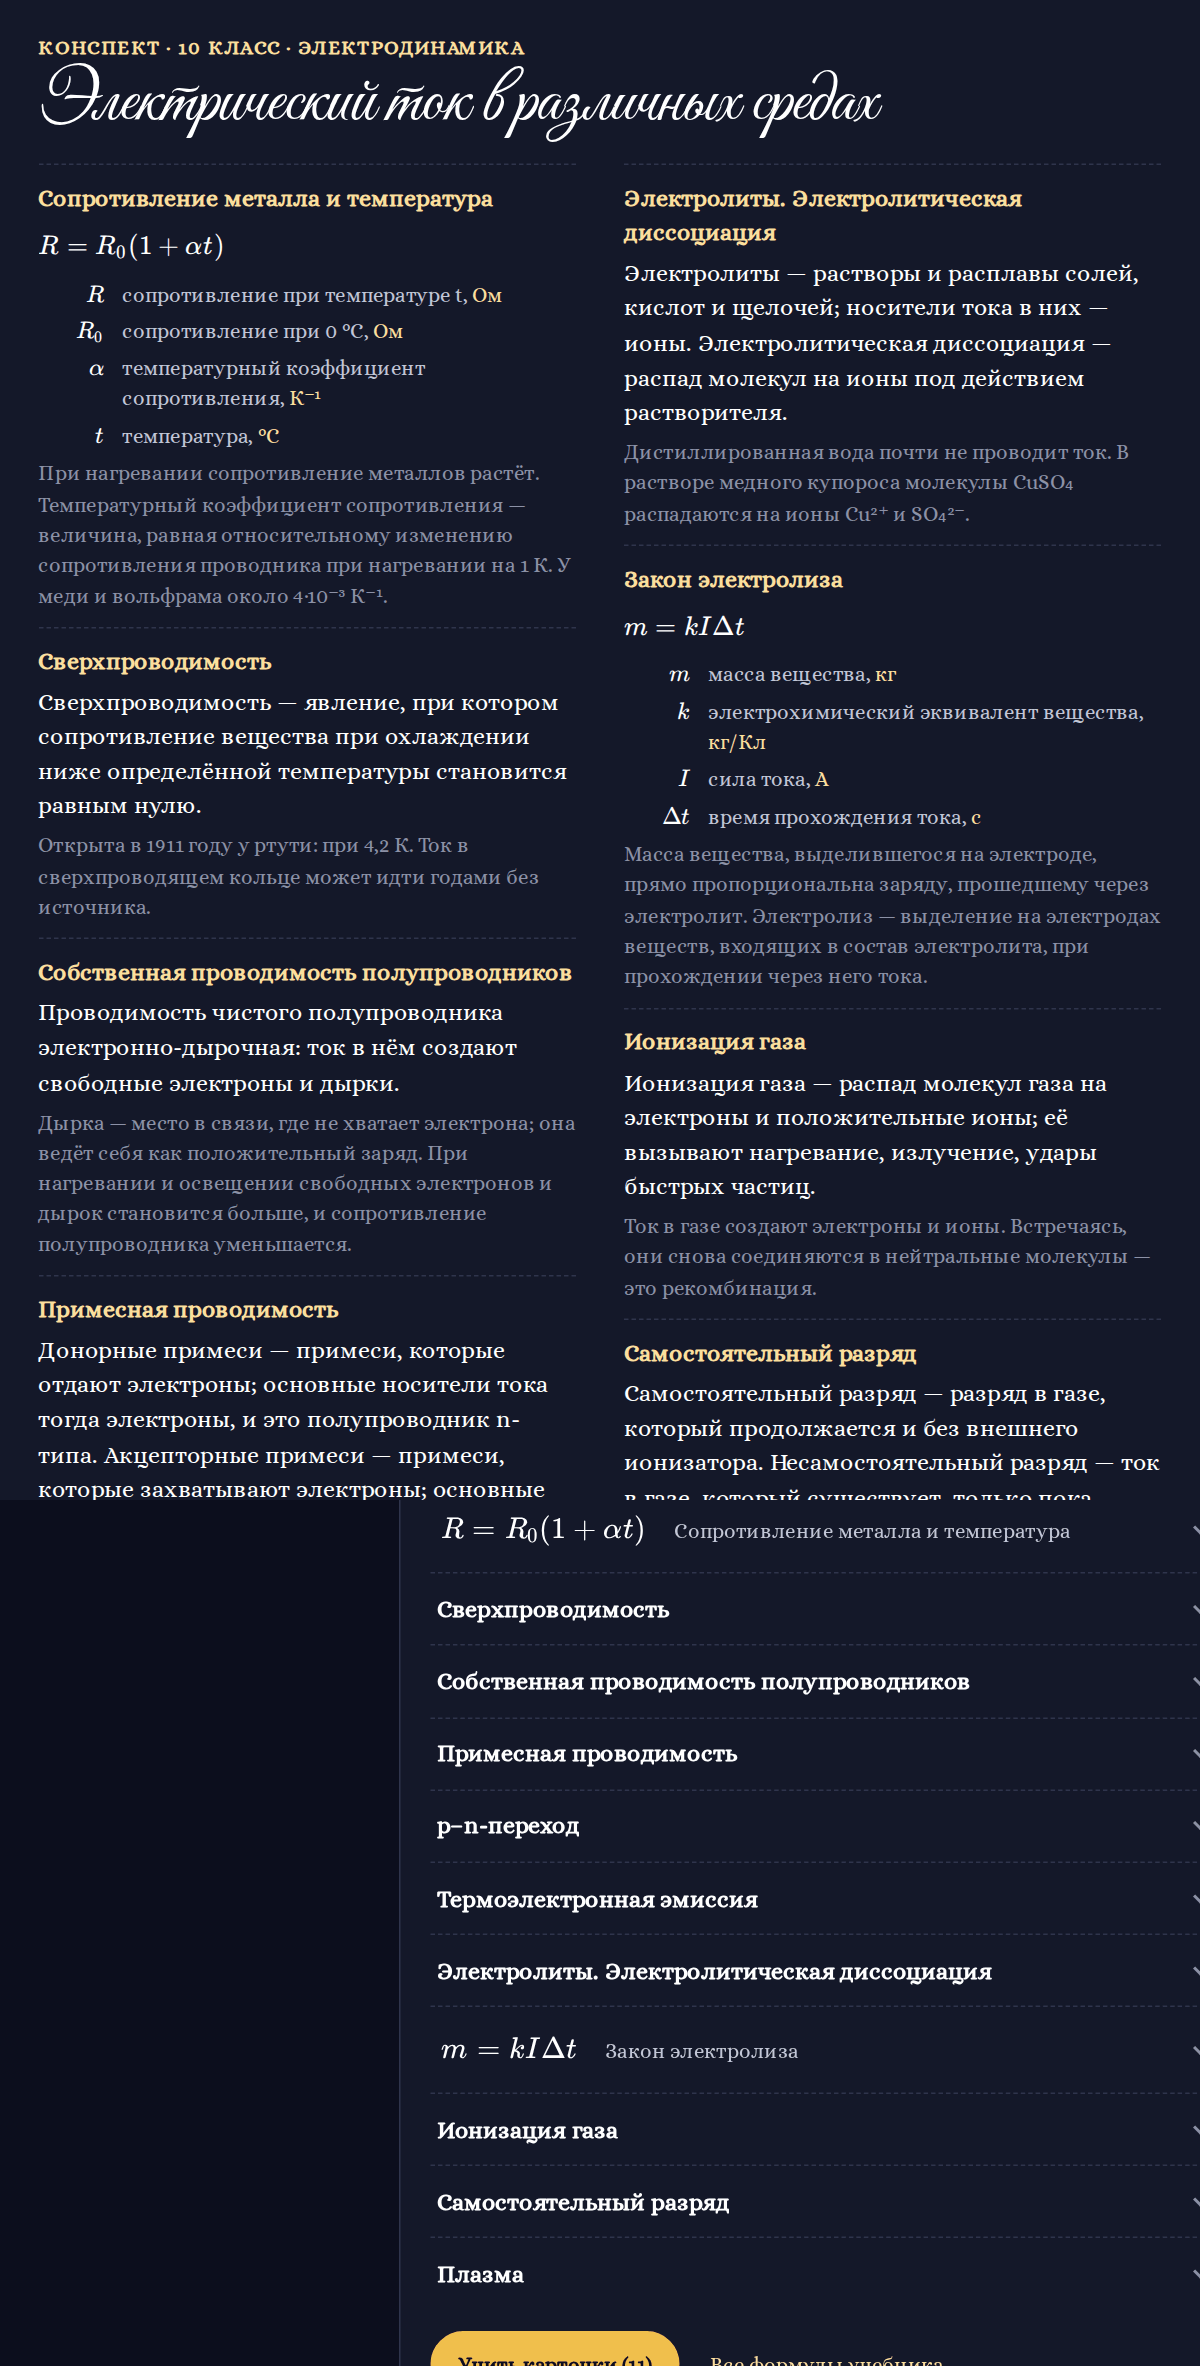 КОНСПЕКТ · 10 КЛАСС · ЭЛЕКТРОДИНАМИКА
Электрический ток в различных средах
Сопротивление металла и температура
R = R₀(1 + αt)
R сопротивление при температуре t, Ом
R₀ сопротивление при 0 °С, Ом
α температурный коэффициент
сопротивления, К⁻¹
t температура, °С
При нагревании сопротивление металлов растёт.
Температурный коэффициент сопротивления —
величина, равная относительному изменению
сопротивления проводника при нагревании на 1 К. У
меди и вольфрама около 4·10⁻³ К⁻¹.
Сверхпроводимость
Сверхпроводимость — явление, при котором
сопротивление вещества при охлаждении
ниже определённой температуры становится
равным нулю.
Открыта в 1911 году у ртути: при 4,2 К. Ток в
сверхпроводящем кольце может идти годами без
источника.
Собственная проводимость полупроводников
Проводимость чистого полупроводника
электронно-дырочная: ток в нём создают
свободные электроны и дырки.
Дырка — место в связи, где не хватает электрона; она
ведёт себя как положительный заряд. При
нагревании и освещении свободных электронов и
дырок становится больше, и сопротивление
полупроводника уменьшается.
Примесная проводимость
Донорные примеси — примеси, которые
отдают электроны; основные носители тока
тогда электроны, и это полупроводник n-
типа. Акцепторные примеси — примеси,
которые захватывают электроны; основные
Электролиты. Электролитическая
диссоциация
Электролиты — растворы и расплавы солей,
кислот и щелочей; носители тока в них —
ионы. Электролитическая диссоциация —
распад молекул на ионы под действием
растворителя.
Дистиллированная вода почти не проводит ток. В
растворе медного купороса молекулы CuSO₄
распадаются на ионы Cu²⁺ и SO₄²⁻.
Закон электролиза
m = kIΔt
m масса вещества, кг
k электрохимический эквивалент вещества,
кг/Кл
I сила тока, А
Δt время прохождения тока, с
Масса вещества, выделившегося на электроде,
прямо пропорциональна заряду, прошедшему через
электролит. Электролиз — выделение на электродах
веществ, входящих в состав электролита, при
прохождении через него тока.
Ионизация газа
Ионизация газа — распад молекул газа на
электроны и положительные ионы; её
вызывают нагревание, излучение, удары
быстрых частиц.
Ток в газе создают электроны и ионы. Встречаясь,
они снова соединяются в нейтральные молекулы —
это рекомбинация.
Самостоятельный разряд
Самостоятельный разряд — разряд в газе,
который продолжается и без внешнего
ионизатора. Несамостоятельный разряд — ток
в газе, который существует, только пока
R = R₀(1 + αt) Сопротивление металла и температура
Сверхпроводимость
Собственная проводимость полупроводников
Примесная проводимость
p–n-переход
Термоэлектронная эмиссия
Электролиты. Электролитическая диссоциация
m = kIΔt Закон электролиза
Ионизация газа
Самостоятельный разряд
Плазма
Учить карточки (11) Все формулы учебника